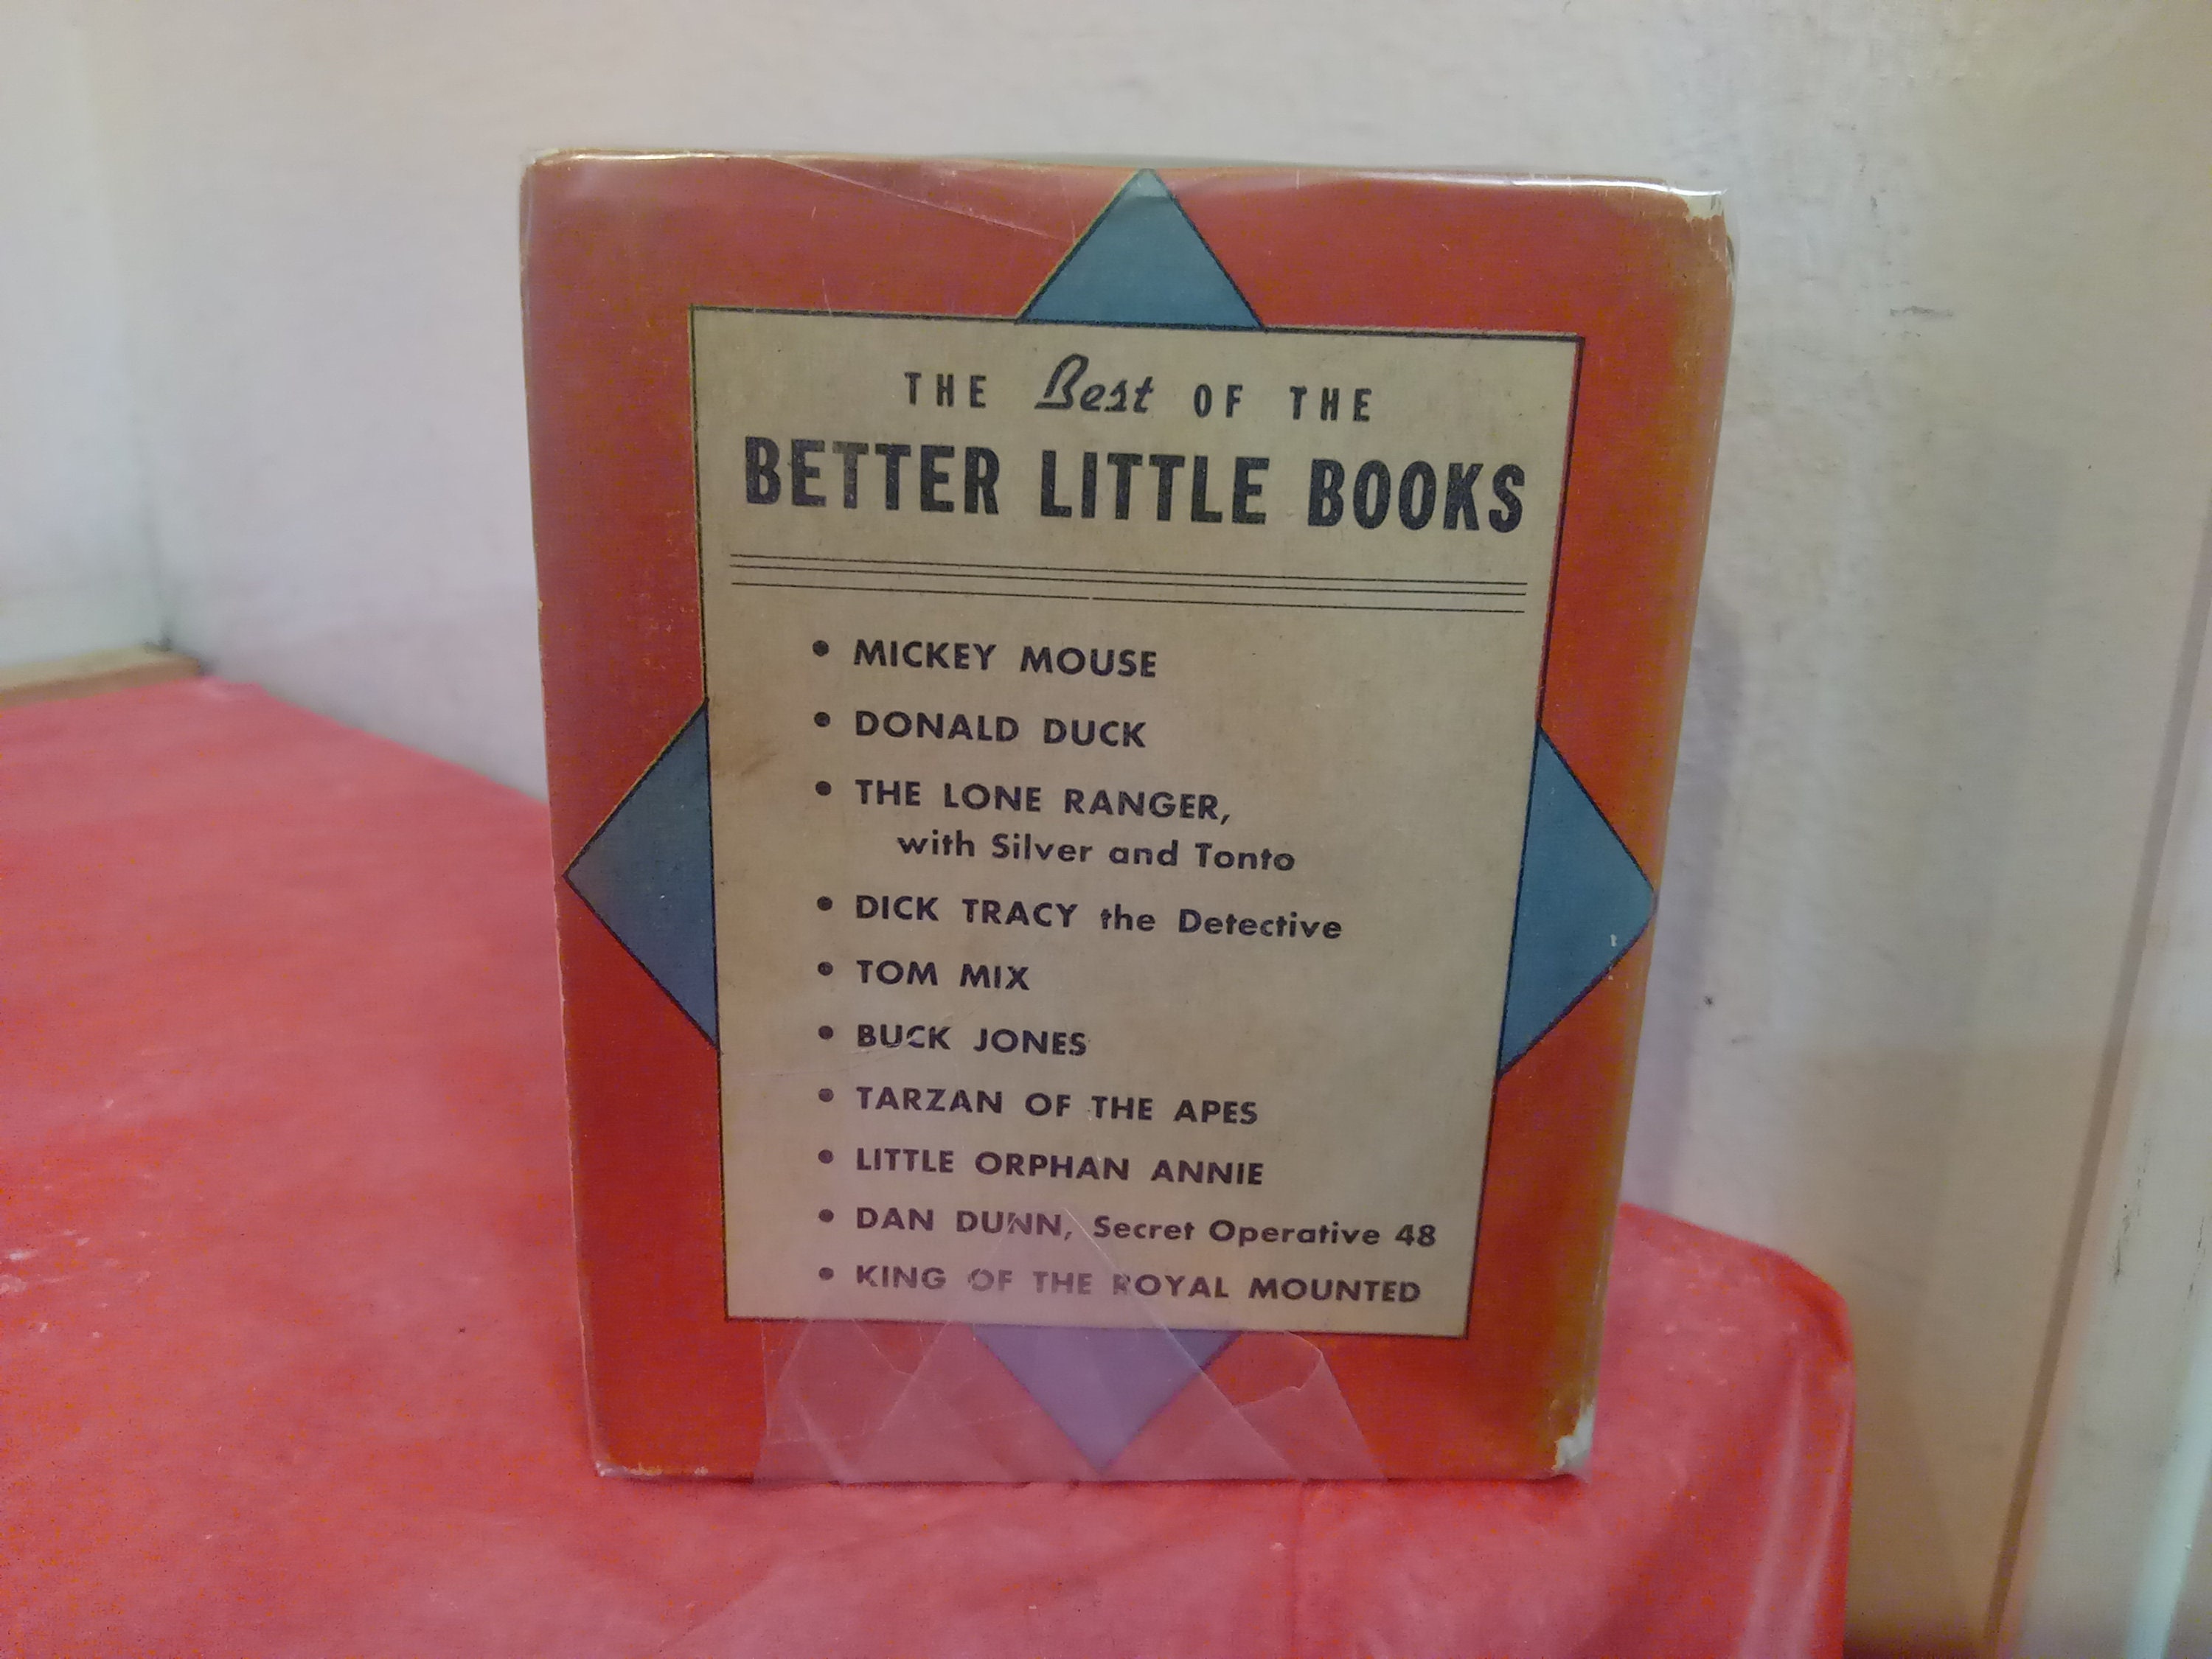 THE Best OF THE
BETTER LITTLE BOOKS
• MICKEY MOUSE
• DONALD DUCK
• THE LONE RANGER,
with Silver and Tonto
• DICK TRACY the Detective
• TOM MIX
• BUCK JONES
• TARZAN OF THE APES
• LITTLE ORPHAN ANNIE
• DAN DUNN, Secret Operative 48
• KING OF THE ROYAL MOUNTED